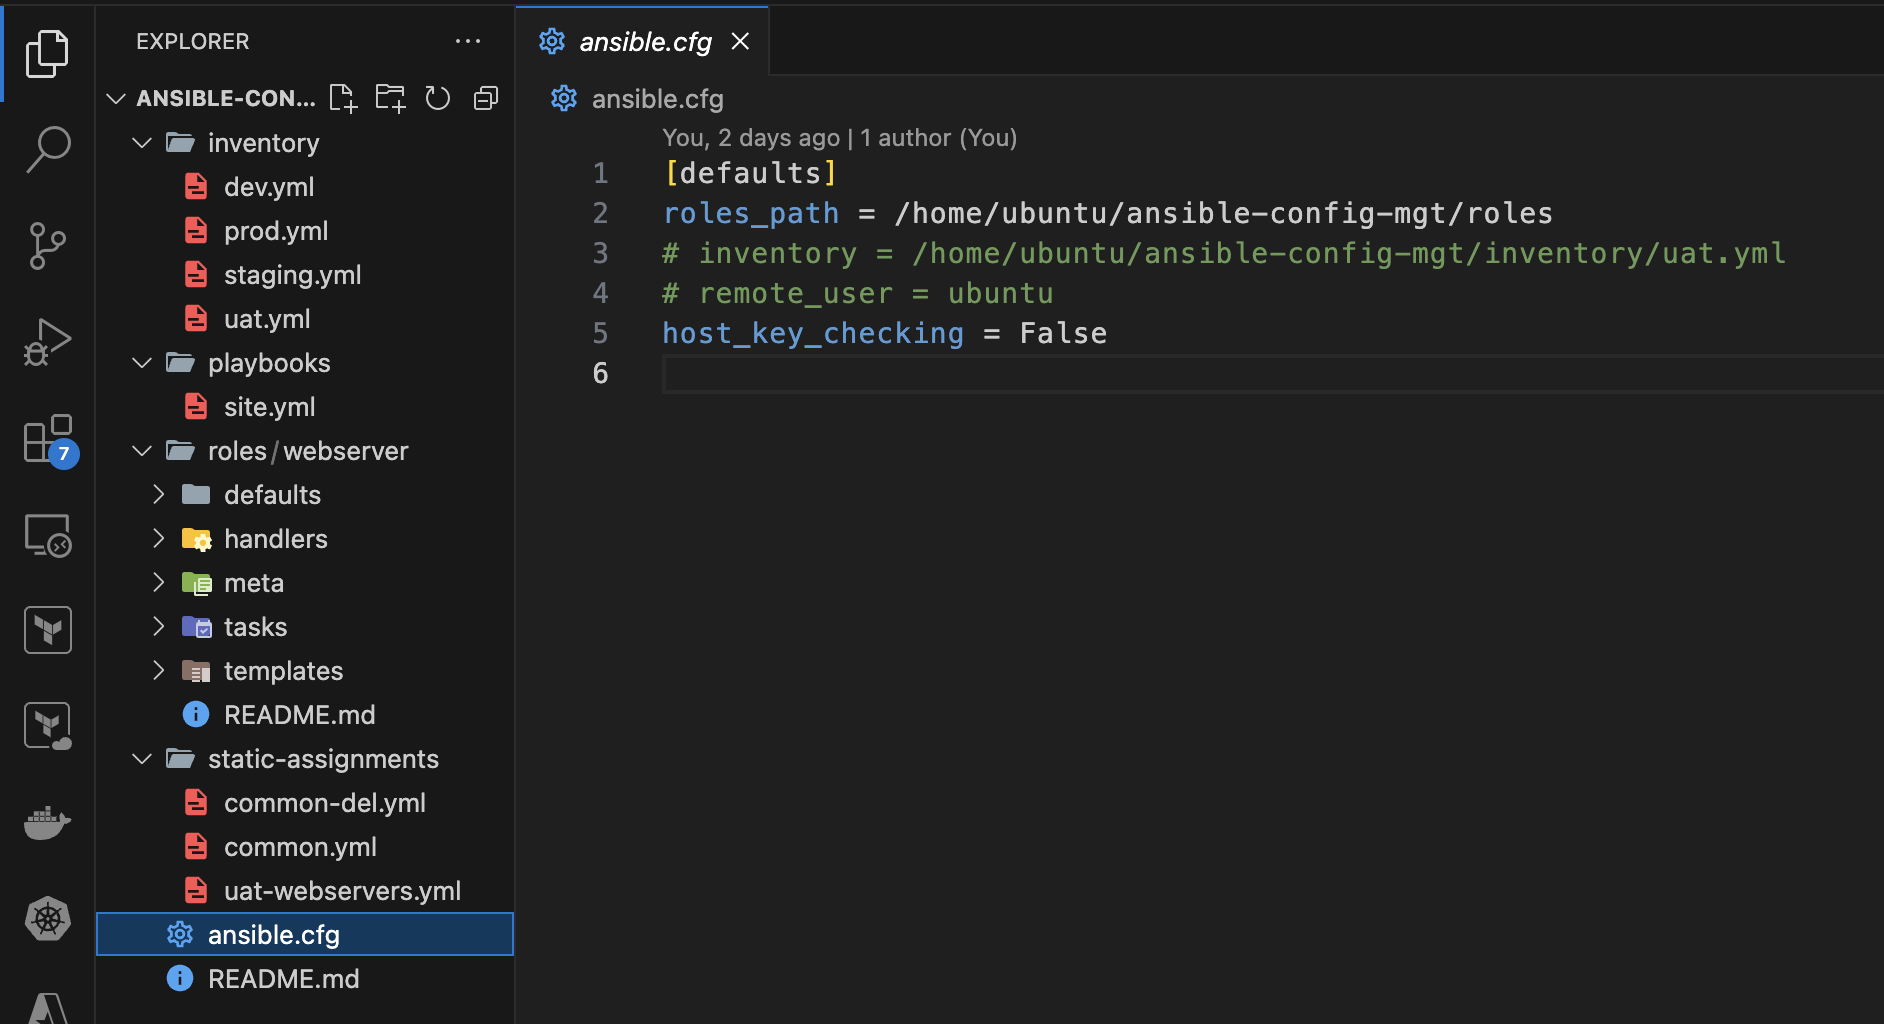 EXPLORER
ANSIBLE-CON...
inventory
dev.yml
prod.yml
staging.yml
uat.yml
playbooks
site.yml
roles/webserver
defaults
handlers
meta
tasks
templates
README.md
static-assignments
common-del.yml
common.yml
uat-webservers.yml
ansible.cfg
README.md
7
ansible.cfg
ansible.cfg
You, 2 days ago | 1 author (You)
1 [defaults]
2 roles_path = /home/ubuntu/ansible-config-mgt/roles
3 # inventory = /home/ubuntu/ansible-config-mgt/inventory/uat.yml
4 # remote_user = ubuntu
5 host_key_checking = False
6